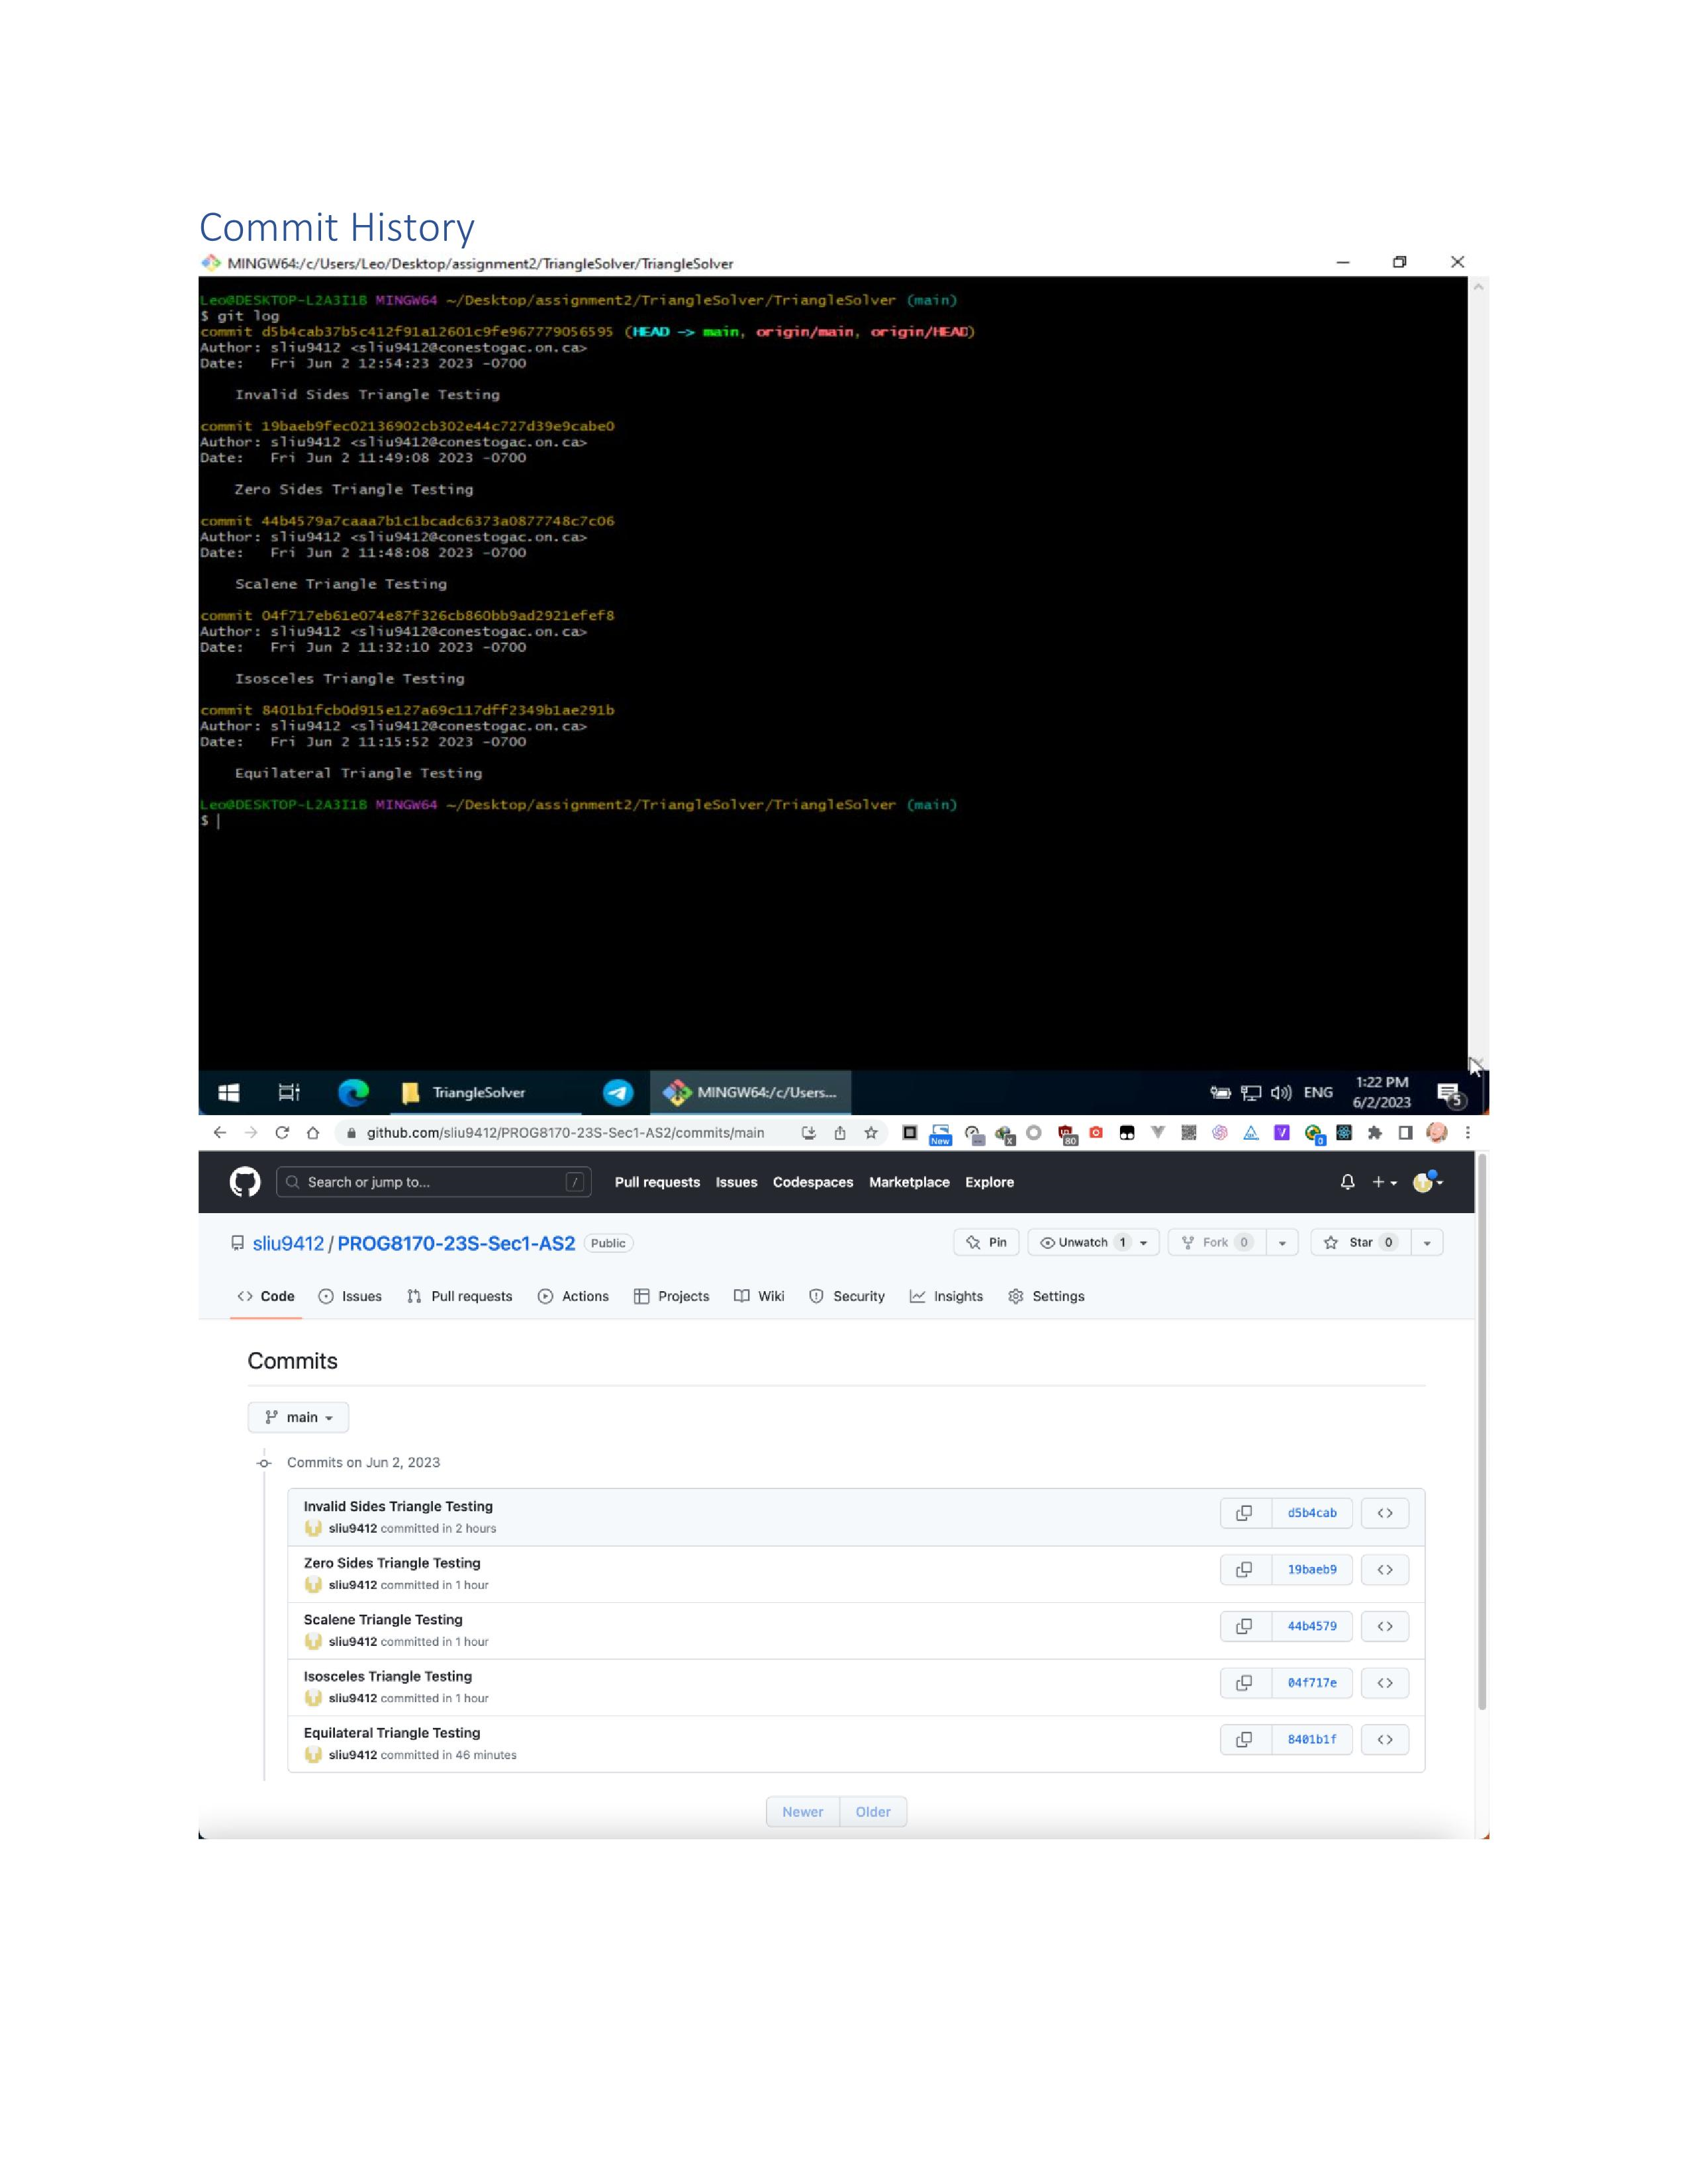 Commit History
MINGW64:/c/Users/Leo/Desktop/assignment2/TriangleSolver/TriangleSolver
Leo@DESKTOP-L2A3I1B MINGW64 ~/Desktop/assignment2/TriangleSolver/TriangleSolver (main)
$ git log
commit d5b4cab37b5c412f91a12601c9fe967779056595 (HEAD -> main, origin/main, origin/HEAD)
Author: sliu9412 <sliu9412@conestogac.on.ca>
Date:   Fri Jun 2 12:54:23 2023 -0700
Invalid Sides Triangle Testing
commit 19baeb9fec02136902cb302e44c727d39e9cabe0
Author: sliu9412 <sliu9412@conestogac.on.ca>
Date:   Fri Jun 2 11:49:08 2023 -0700
Zero Sides Triangle Testing
commit 44b4579a7caaa7b1c1bcadc6373a0877748c7c06
Author: sliu9412 <sliu9412@conestogac.on.ca>
Date:   Fri Jun 2 11:48:08 2023 -0700
Scalene Triangle Testing
commit 04f717eb61e074e87f326cb860bb9ad2921efef8
Author: sliu9412 <sliu9412@conestogac.on.ca>
Date:   Fri Jun 2 11:32:10 2023 -0700
Isosceles Triangle Testing
commit 8401b1fcb0d915e127a69c117dff2349b1ae291b
Author: sliu9412 <sliu9412@conestogac.on.ca>
Date:   Fri Jun 2 11:15:52 2023 -0700
Equilateral Triangle Testing
Leo@DESKTOP-L2A3I1B MINGW64 ~/Desktop/assignment2/TriangleSolver/TriangleSolver (main)
$
TriangleSolver MINGW64:/c/Users... ENG 1:22 PM
6/2/2023 5
github.com/sliu9412/PROG8170-23S-Sec1-AS2/commits/main New x 80 V 0
Search or jump to... / Pull requests Issues Codespaces Marketplace Explore
sliu9412 / PROG8170-23S-Sec1-AS2 Public Pin Unwatch 1 Fork 0 Star 0
Code Issues Pull requests Actions Projects Wiki Security Insights Settings
Commits
main
Commits on Jun 2, 2023
Invalid Sides Triangle Testing
sliu9412 committed in 2 hours d5b4cab
Zero Sides Triangle Testing
sliu9412 committed in 1 hour 19baeb9
Scalene Triangle Testing
sliu9412 committed in 1 hour 44b4579
Isosceles Triangle Testing
sliu9412 committed in 1 hour 04f717e
Equilateral Triangle Testing
sliu9412 committed in 46 minutes 8401b1f
Newer Older